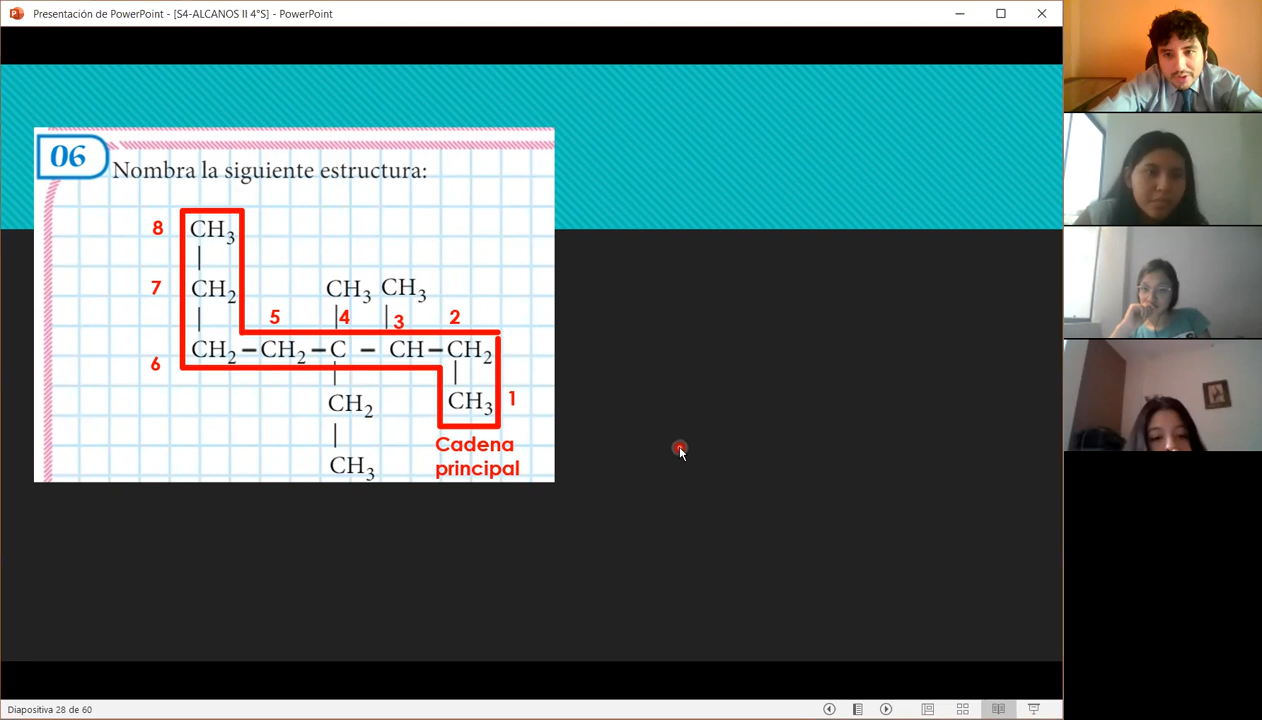 Presentación de PowerPoint - [S4-ALCANOS II 4°S] - PowerPoint
06 Nombra la siguiente estructura:
8 CH3
7 CH2 CH3 CH3
5 4 3 2
CH2 – CH2 – C – CH – CH2
6
CH2 CH3 1
Cadena
principal
CH3
Diapositiva 28 de 60